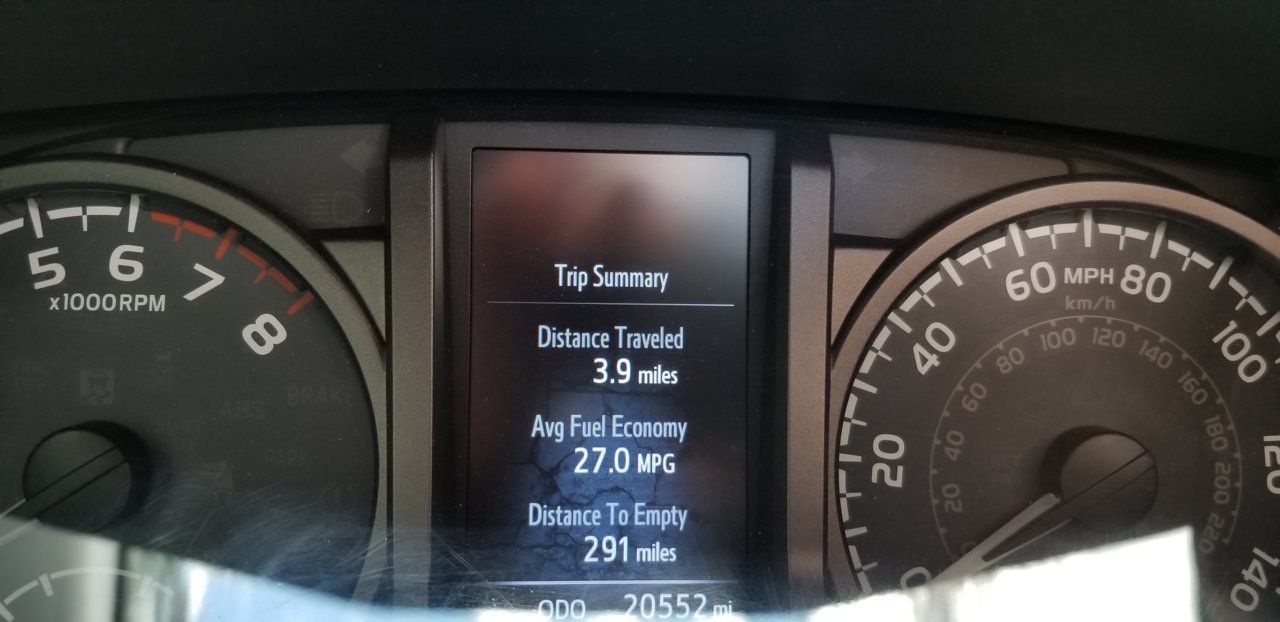 Trip Summary
Distance Traveled
3.9 miles
Avg Fuel Economy
27.0 MPG
Distance To Empty
291 miles
ODO 20552 mi
5 6 7 8
x1000RPM
ABS
BRAKE
PARK
20 40 60 MPH 80 100 120 140
km/h
20 40 60 80 100 120 140 160 180 200 220
0